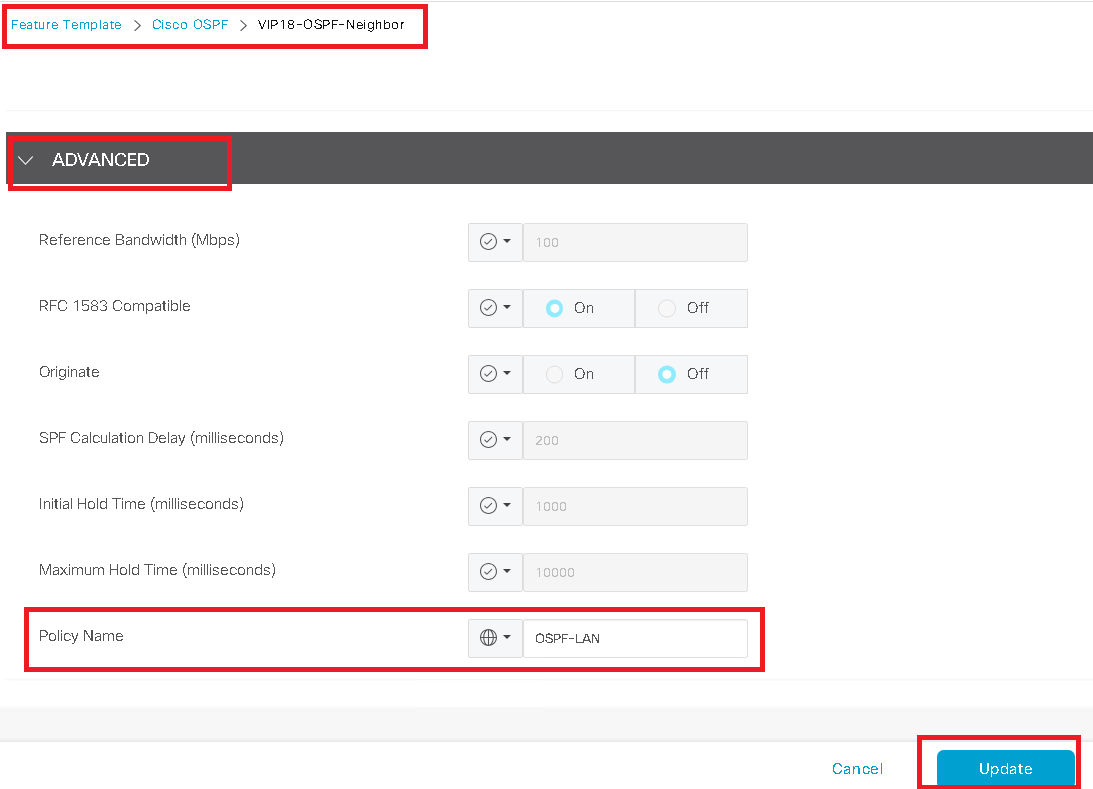 Feature Template > Cisco OSPF > VIP18-OSPF-Neighbor
ADVANCED
Reference Bandwidth (Mbps) 100
RFC 1583 Compatible On Off
Originate On Off
SPF Calculation Delay (milliseconds) 200
Initial Hold Time (milliseconds) 1000
Maximum Hold Time (milliseconds) 10000
Policy Name OSPF-LAN
Cancel Update